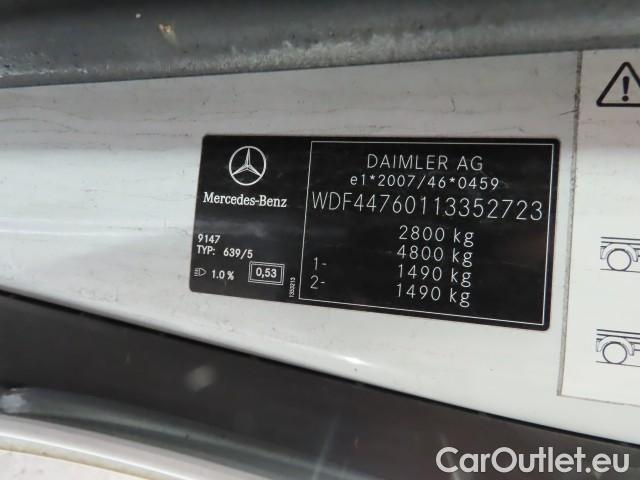 DAIMLER AG
e1*2007/46*0459
WDF44760113352723
2800 kg
4800 kg
1- 1490 kg
2- 1490 kg
Mercedes-Benz
9147
TYP: 639/5
1.0 % 0,53
CarOutlet.eu